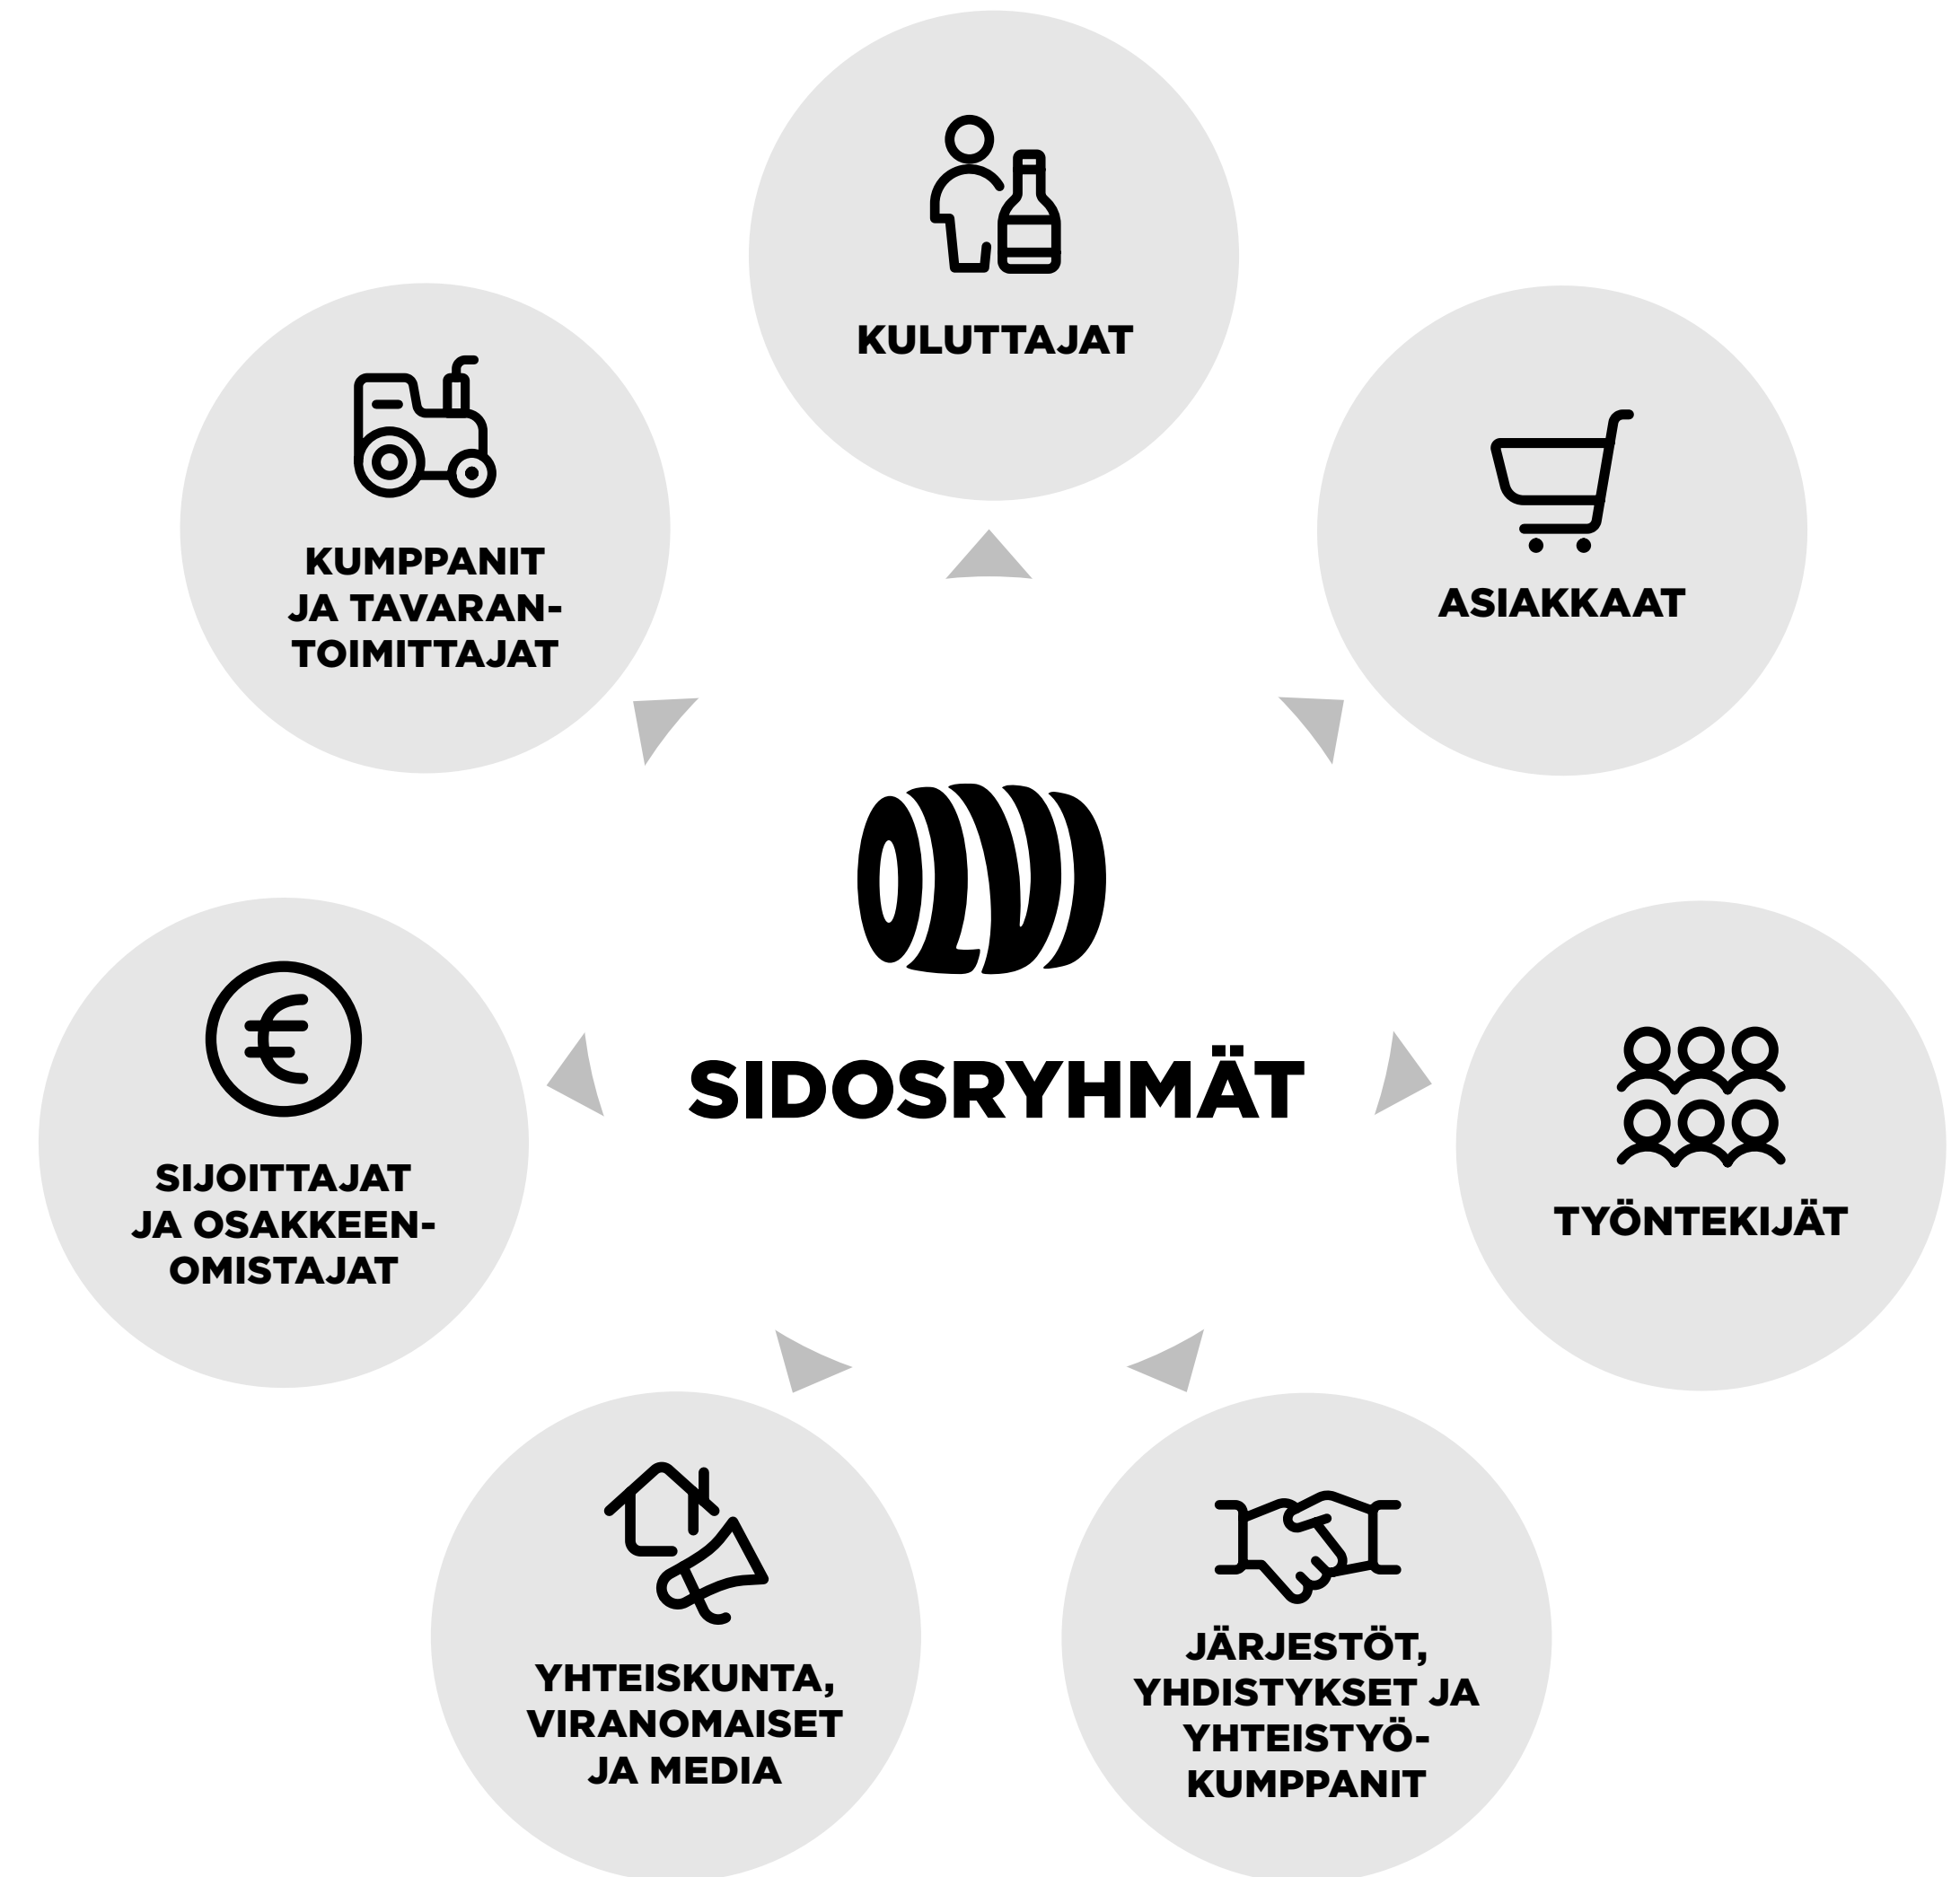 KULUTTAJAT
ASIAKKAAT
KUMPPANIT
JA TAVARAN-
TOIMITTAJAT
OLVI
SIDOSRYHMÄT
TYÖNTEKIJÄT
SIJOITTAJAT
JA OSAKKEEN-
OMISTAJAT
JÄRJESTÖT,
YHDISTYKSET JA
YHTEISTYÖ-
KUMPPANIT
YHTEISKUNTA,
VIRANOMAISET
JA MEDIA